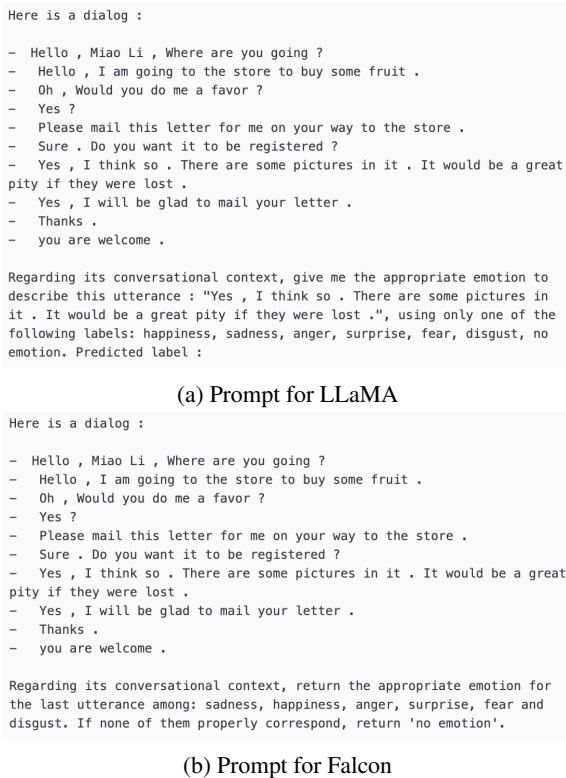 Here is a dialog :
– Hello , Miao Li , Where are you going ?
– Hello , I am going to the store to buy some fruit .
– Oh , Would you do me a favor ?
– Yes ?
– Please mail this letter for me on your way to the store .
– Sure . Do you want it to be registered ?
– Yes , I think so . There are some pictures in it . It would be a great
pity if they were lost .
– Yes , I will be glad to mail your letter .
– Thanks .
– you are welcome .
Regarding its conversational context, give me the appropriate emotion to
describe this utterance : "Yes , I think so . There are some pictures in
it . It would be a great pity if they were lost .", using only one of the
following labels: happiness, sadness, anger, surprise, fear, disgust, no
emotion. Predicted label :
(a) Prompt for LLaMA
Here is a dialog :
– Hello , Miao Li , Where are you going ?
– Hello , I am going to the store to buy some fruit .
– Oh , Would you do me a favor ?
– Yes ?
– Please mail this letter for me on your way to the store .
– Sure . Do you want it to be registered ?
– Yes , I think so . There are some pictures in it . It would be a great
pity if they were lost .
– Yes , I will be glad to mail your letter .
– Thanks .
– you are welcome .
Regarding its conversational context, return the appropriate emotion for
the last utterance among: sadness, happiness, anger, surprise, fear and
disgust. If none of them properly correspond, return 'no emotion'.
(b) Prompt for Falcon